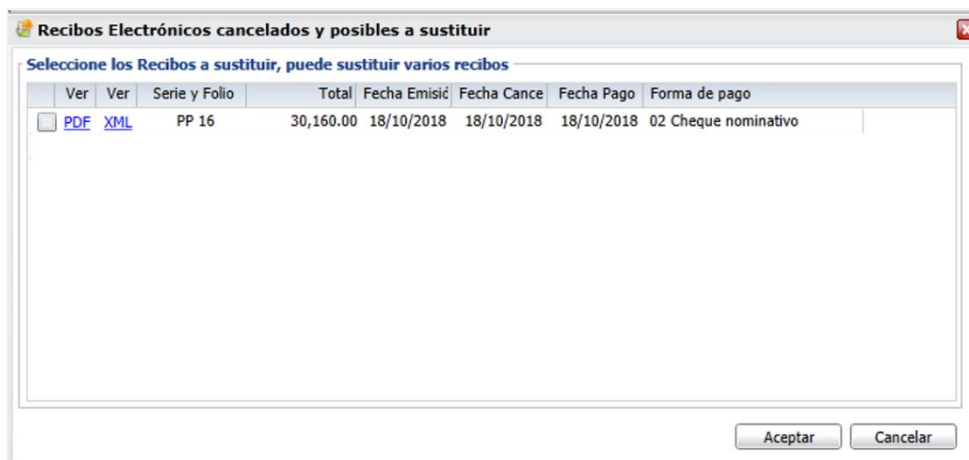 Recibos Electrónicos cancelados y posibles a sustituir
Seleccione los Recibos a sustituir, puede sustituir varios recibos
Ver Ver Serie y Folio Total Fecha Emisić Fecha Cance Fecha Pago Forma de pago
PDF XML PP 16 30,160.00 18/10/2018 18/10/2018 18/10/2018 02 Cheque nominativo
Aceptar Cancelar